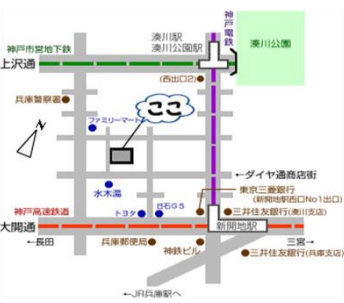 湊川駅
湊川公園駅
神戸電鉄
湊川公園
神戸市営地下鉄
上沢通
(西出口2)
兵庫警察署
ファミリーマート
ここ
水木湯
←ダイヤ通商店街
東京三菱銀行
(新開地駅西口No1出口)
神戸高速鉄道
トヨタ
日石GS
三井住友銀行(湊川支店)
大開通
新開地駅
←長田
兵庫郵便局
神鉄ビル
三宮→
三井住友銀行(兵庫支店)
←JR兵庫駅へ